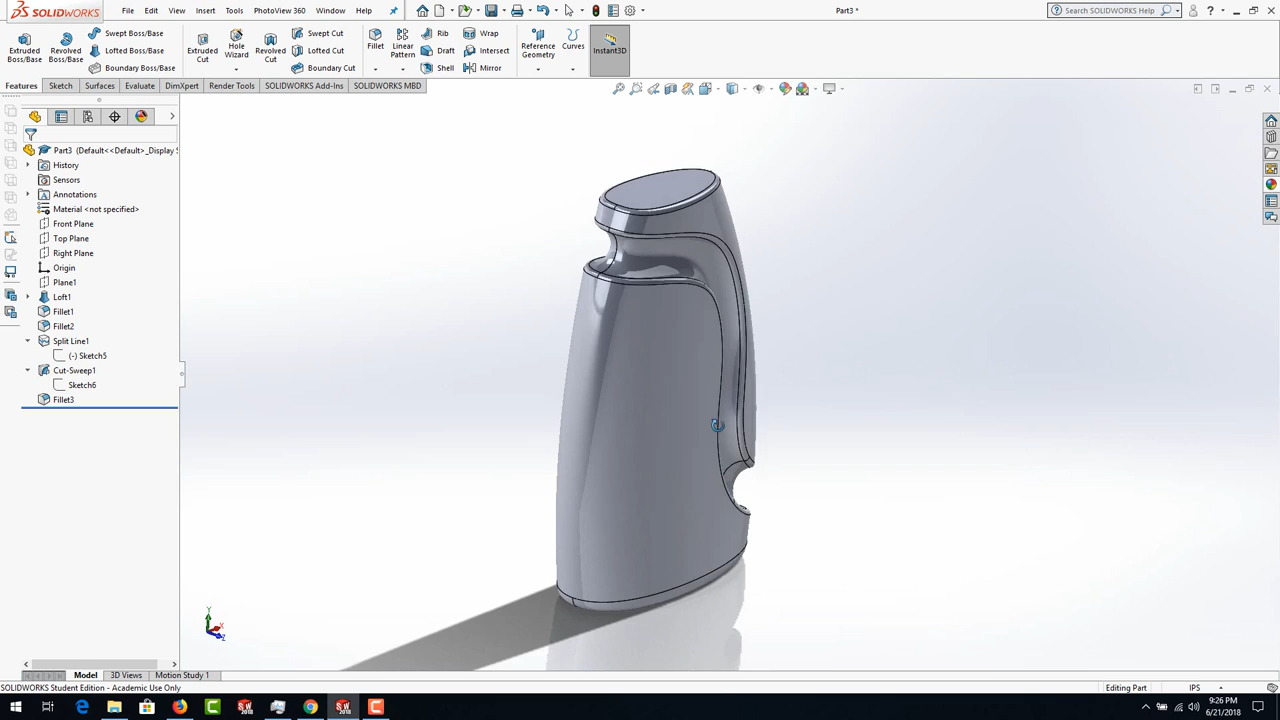 SOLIDWORKS
File Edit View Insert Tools PhotoView 360 Window Help
Part3 *
Search SOLIDWORKS Help
Extruded Boss/Base
Revolved Boss/Base
Swept Boss/Base
Lofted Boss/Base
Boundary Boss/Base
Extruded Cut
Hole Wizard
Revolved Cut
Swept Cut
Lofted Cut
Boundary Cut
Fillet
Linear Pattern
Rib
Draft
Shell
Wrap
Intersect
Mirror
Reference Geometry
Curves
Instant3D
Features Sketch Surfaces Evaluate DimXpert Render Tools SOLIDWORKS Add-Ins SOLIDWORKS MBD
Part3 (Default<<Default>_Display S
History
Sensors
Annotations
Material <not specified>
Front Plane
Top Plane
Right Plane
Origin
Plane1
Loft1
Fillet1
Fillet2
Split Line1
(-) Sketch5
Cut-Sweep1
Sketch6
Fillet3
Y
X
Z
Model 3D Views Motion Study 1
SOLIDWORKS Student Edition - Academic Use Only
Editing Part
IPS
9:26 PM
6/21/2018